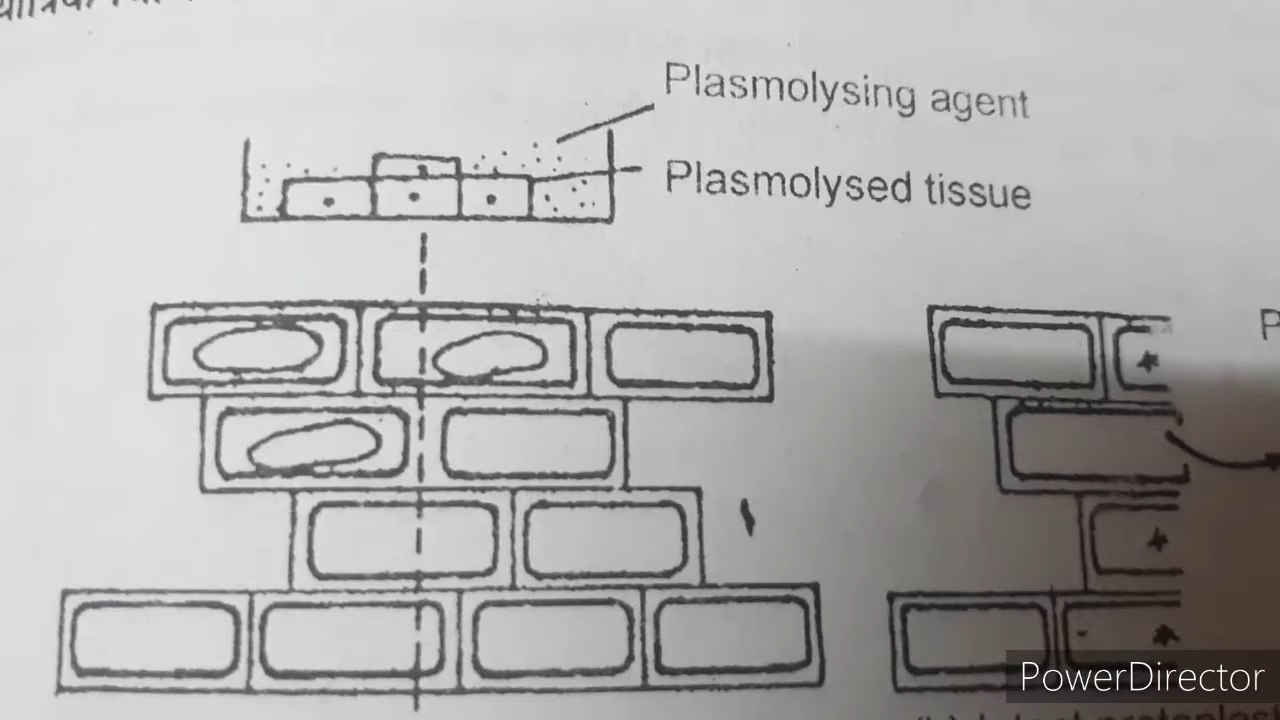 Plasmolysing agent
Plasmolysed tissue
P
PowerDirector